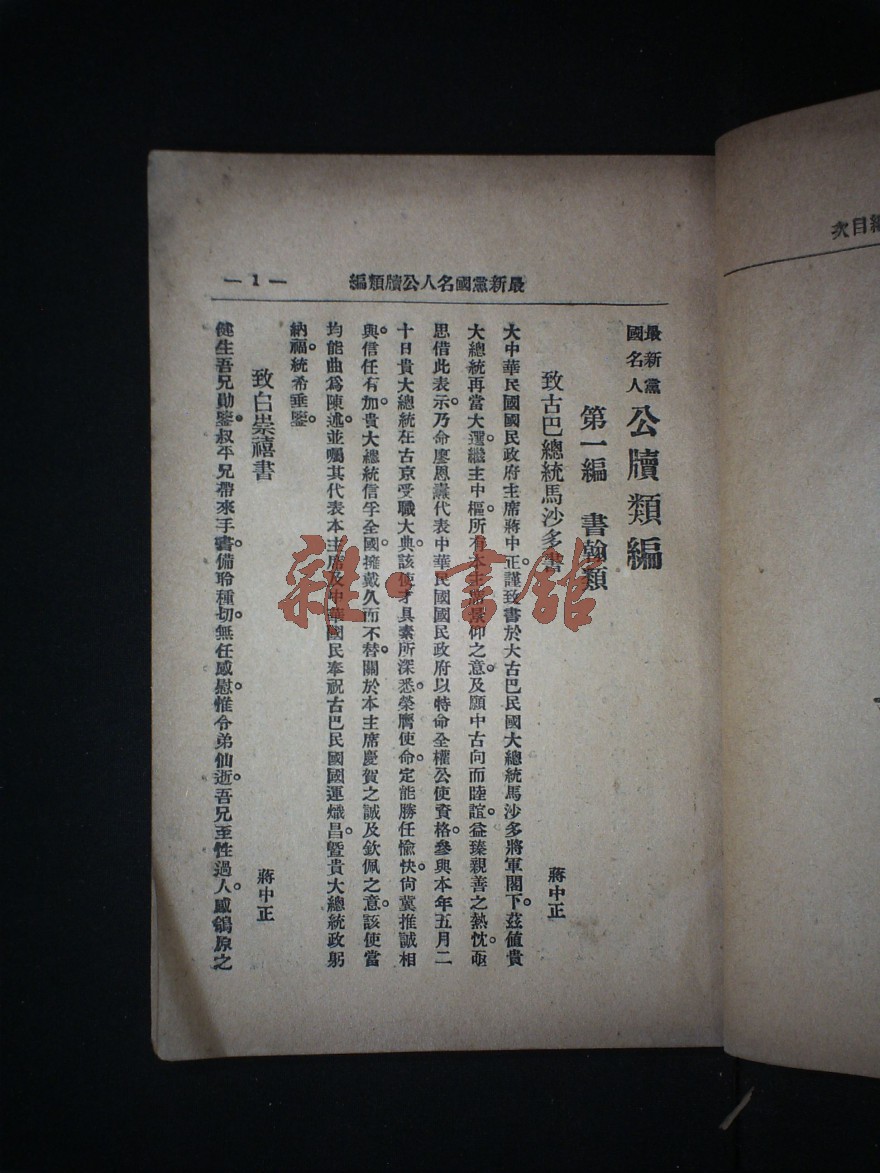 次目編
編類牘公人名國黨新最
— 1 —
最新黨
國名人
公牘類編
第一編 書翰類
致古巴總統馬沙多書 蔣中正
大中華民國國民政府主席蔣中正謹致書於大古巴民國大總統馬沙多將軍閣下。茲値貴
大總統再當大選。繼主中樞。所有本主席景仰之意。及願中古向而睦誼。益臻親善之熱忱。亟
思借此表示。乃命廖恩燾代表中華民國國民政府以特命全權公使資格。參與本年五月二
十日貴大總統在古京受職大典。該使才具素所深悉。榮膺使命。定能勝任愉快。尙冀推誠相
與。信任有加。貴大總統信孚全國。擁戴久而不替。關於本主席慶賀之誠及欽佩之意。該使當
均能曲爲陳述。並囑其代表本主席及中華國民奉祝古巴民國國運熾昌。曁貴大總統政躬
納福。統希垂鑒。
致白崇禧書 蔣中正
健生吾兄勛鑒。叔平兄帶來手書。備聆種切。無任感慰。惟令弟仙逝。吾兄至性過人。感鴒原之
雜·書館